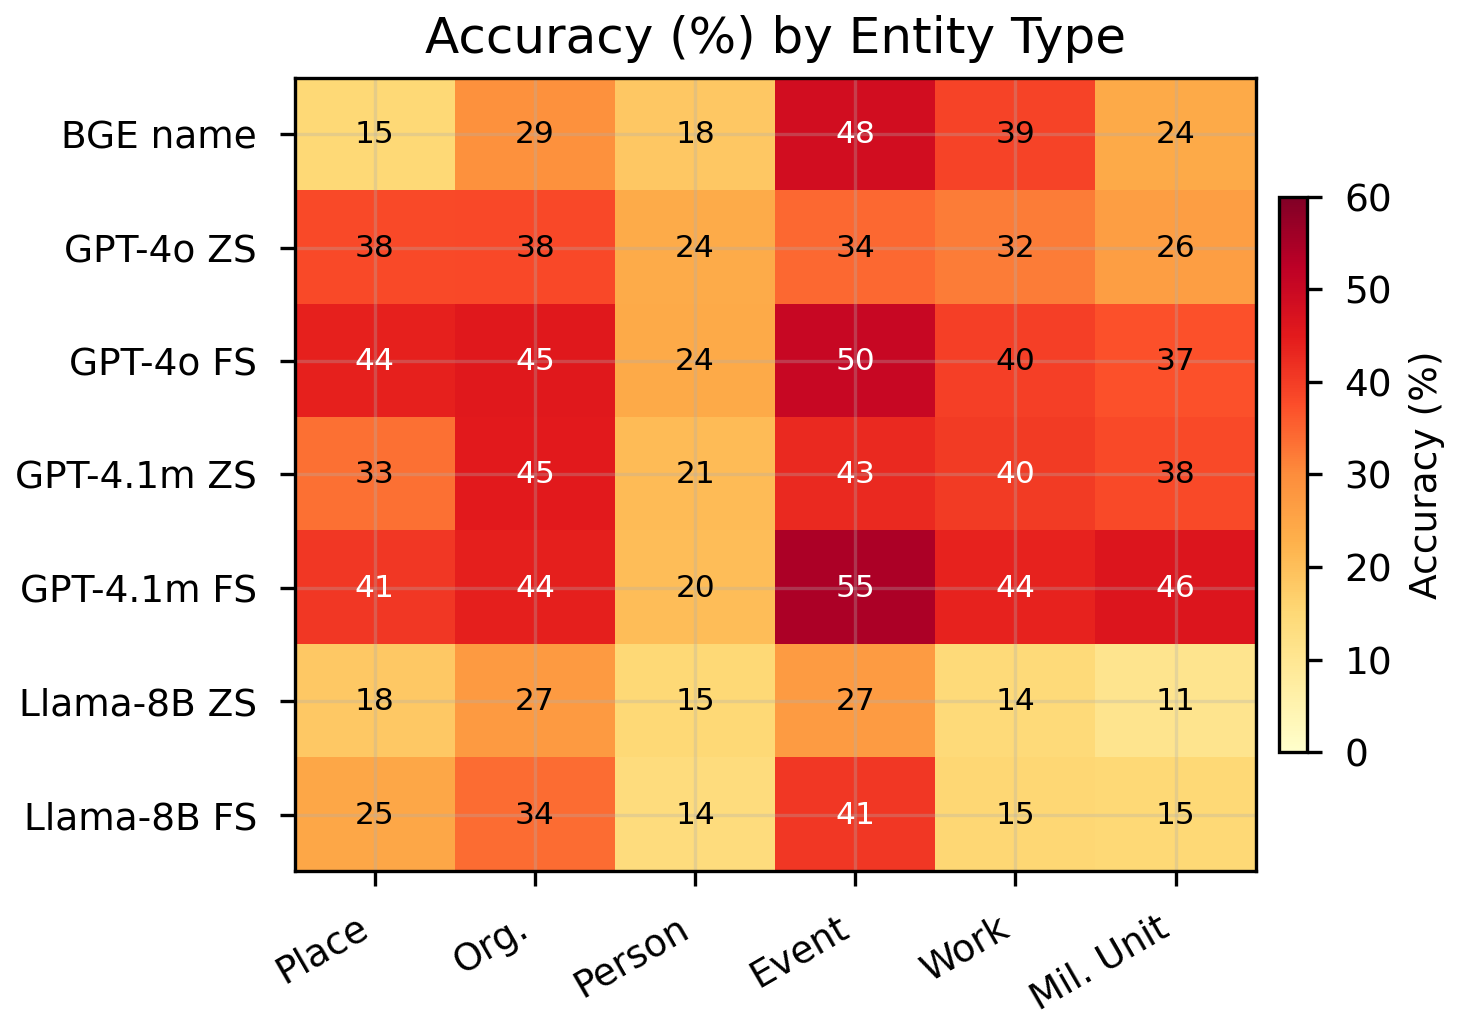 Accuracy (%) by Entity Type
BGE name 15 29 18 48 39 24
GPT-4o ZS 38 38 24 34 32 26
GPT-4o FS 44 45 24 50 40 37
GPT-4.1m ZS 33 45 21 43 40 38
GPT-4.1m FS 41 44 20 55 44 46
Llama-8B ZS 18 27 15 27 14 11
Llama-8B FS 25 34 14 41 15 15
Place Org. Person Event Work Mil. Unit
60
50
40
30
20
10
0
Accuracy (%)